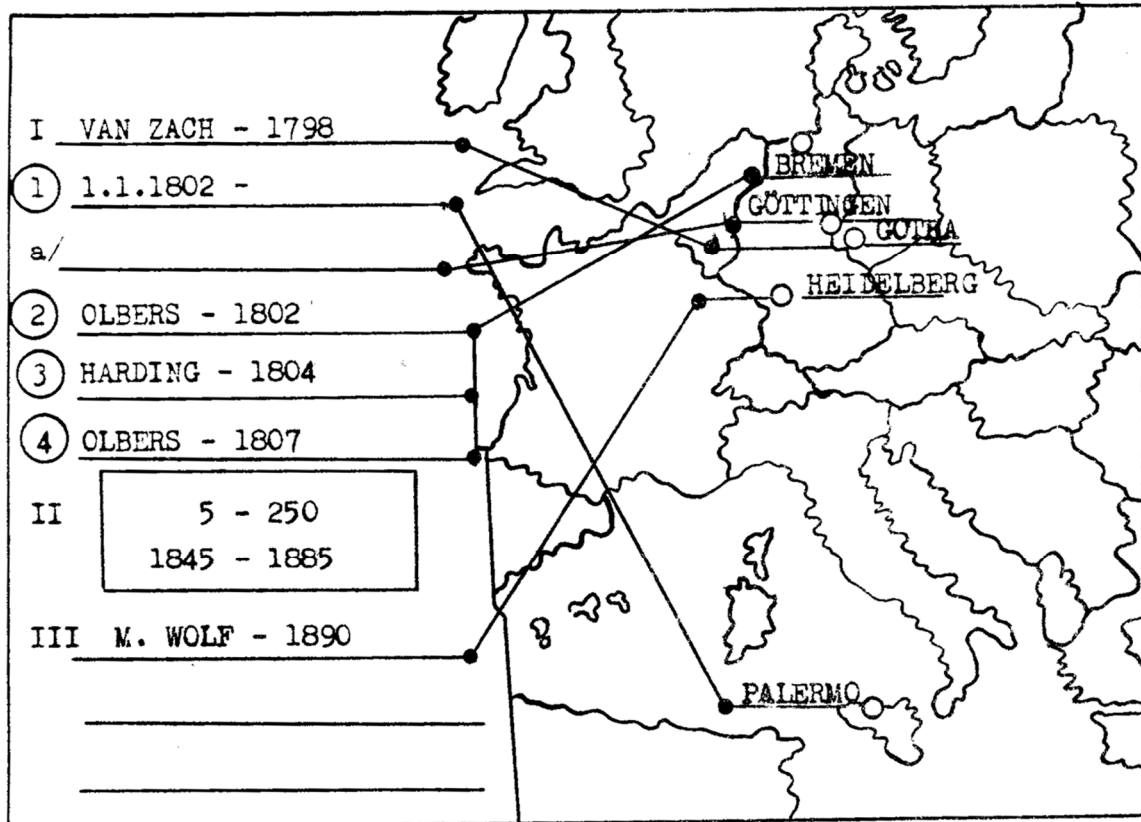 I VAN ZACH - 1798
1 1.1.1802 -
a/
2 OLBERS - 1802
3 HARDING - 1804
4 OLBERS - 1807
II 5 - 250
1845 - 1885
III M. WOLF - 1890
BREMEN
GÖTTINGEN
GOTHA
HEIDELBERG
PALERMO